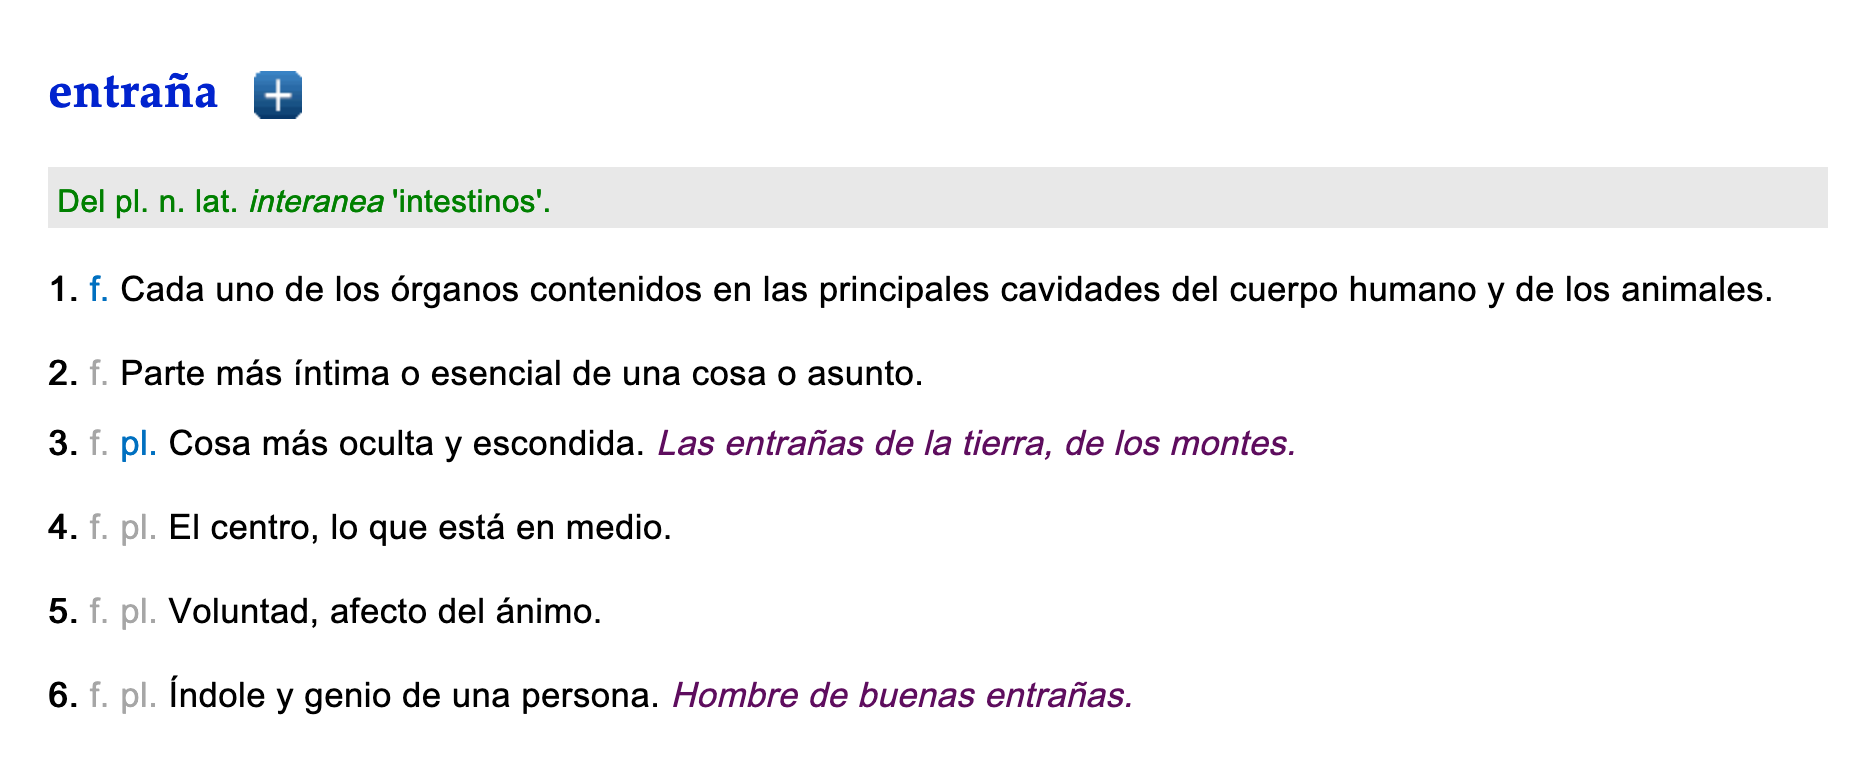 entraña
Del pl. n. lat. interanea 'intestinos'.
1. f. Cada uno de los órganos contenidos en las principales cavidades del cuerpo humano y de los animales.
2. f. Parte más íntima o esencial de una cosa o asunto.
3. f. pl. Cosa más oculta y escondida. Las entrañas de la tierra, de los montes.
4. f. pl. El centro, lo que está en medio.
5. f. pl. Voluntad, afecto del ánimo.
6. f. pl. Índole y genio de una persona. Hombre de buenas entrañas.